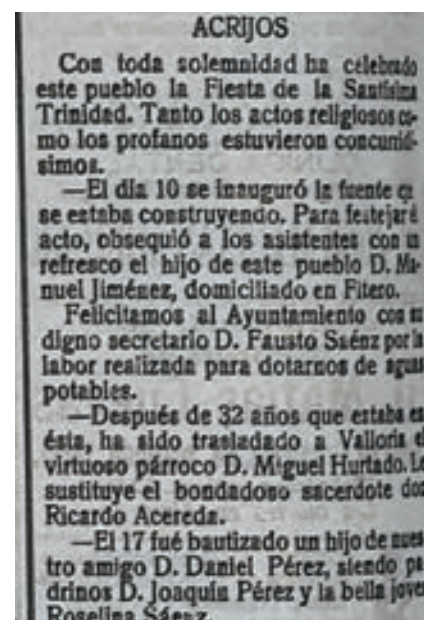 ACRIJOS
Con toda solemnidad ha celebrado
este pueblo la Fiesta de la Santísima
Trinidad. Tanto los actos religiosos co-
mo los profanos estuvieron concurridí-
simos.
—El día 10 se inauguró la fuente que
se estaba construyendo. Para festejar el
acto, obsequió a los asistentes con un
refresco el hijo de este pueblo D. Ma-
nuel Jiménez, domiciliado en Fitero.
Felicitamos al Ayuntamiento con su
digno secretario D. Fausto Saénz por la
labor realizada para dotarnos de aguas
potables.
—Después de 32 años que estaba en
ésta, ha sido trasladado a Valloria el
virtuoso párroco D. Miguel Hurtado. Le
sustituye el bondadoso sacerdote don
Ricardo Acereda.
—El 17 fué bautizado un hijo de nues
tro amigo D. Daniel Pérez, siendo pa
drinos D. Joaquín Pérez y la bella joven
Roselina Sáenz.